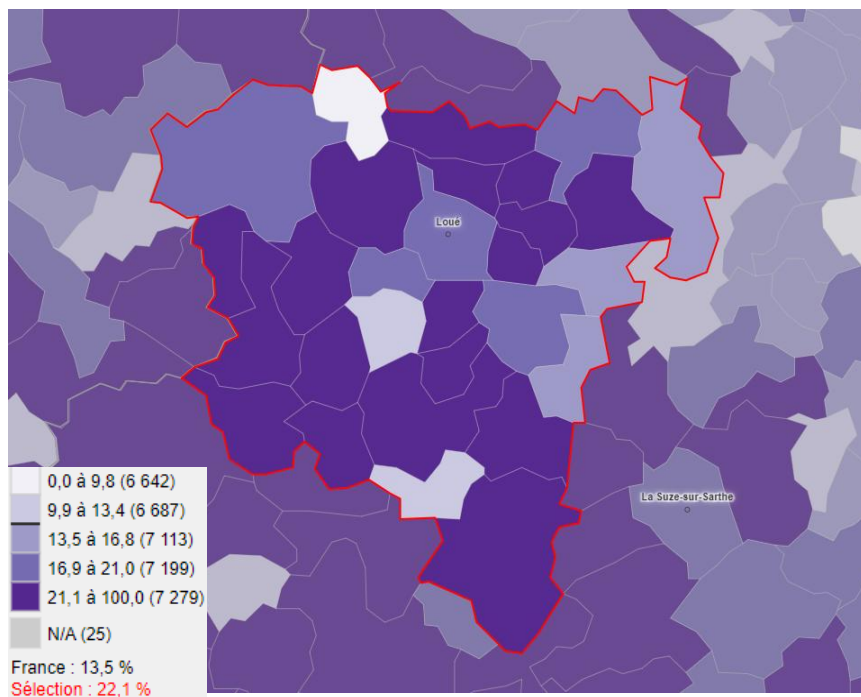 Loué
La Suze-sur-Sarthe
0,0 à 9,8 (6 642)
9,9 à 13,4 (6 687)
13,5 à 16,8 (7 113)
16,9 à 21,0 (7 199)
21,1 à 100,0 (7 279)
N/A (25)
France : 13,5 %
Sélection : 22,1 %